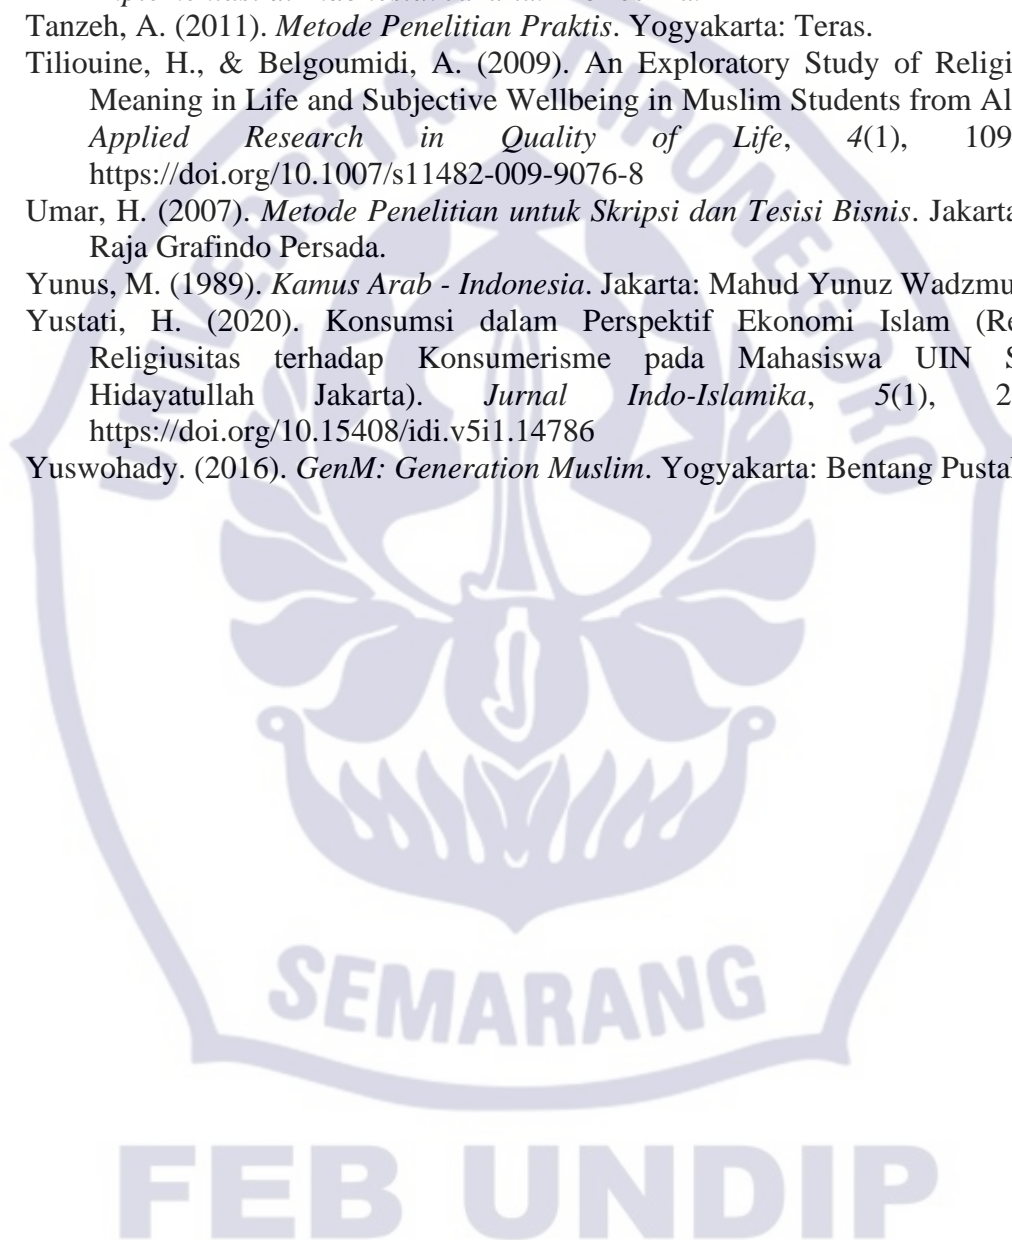 Tanzeh, A. (2011). Metode Penelitian Praktis. Yogyakarta: Teras.
Tiliouine, H., & Belgoumidi, A. (2009). An Exploratory Study of Religi
Meaning in Life and Subjective Wellbeing in Muslim Students from Al
Applied Research in Quality of Life, 4(1), 109
https://doi.org/10.1007/s11482-009-9076-8
Umar, H. (2007). Metode Penelitian untuk Skripsi dan Tesisi Bisnis. Jakarta
Raja Grafindo Persada.
Yunus, M. (1989). Kamus Arab - Indonesia. Jakarta: Mahud Yunuz Wadzmu
Yustati, H. (2020). Konsumsi dalam Perspektif Ekonomi Islam (Re
Religiusitas terhadap Konsumerisme pada Mahasiswa UIN S
Hidayatullah Jakarta). Jurnal Indo-Islamika, 5(1), 2
https://doi.org/10.15408/idi.v5i1.14786
Yuswohady. (2016). GenM: Generation Muslim. Yogyakarta: Bentang Pusta
UNIVERSITAS DIPONEGORO
SEMARANG
FEB UNDIP